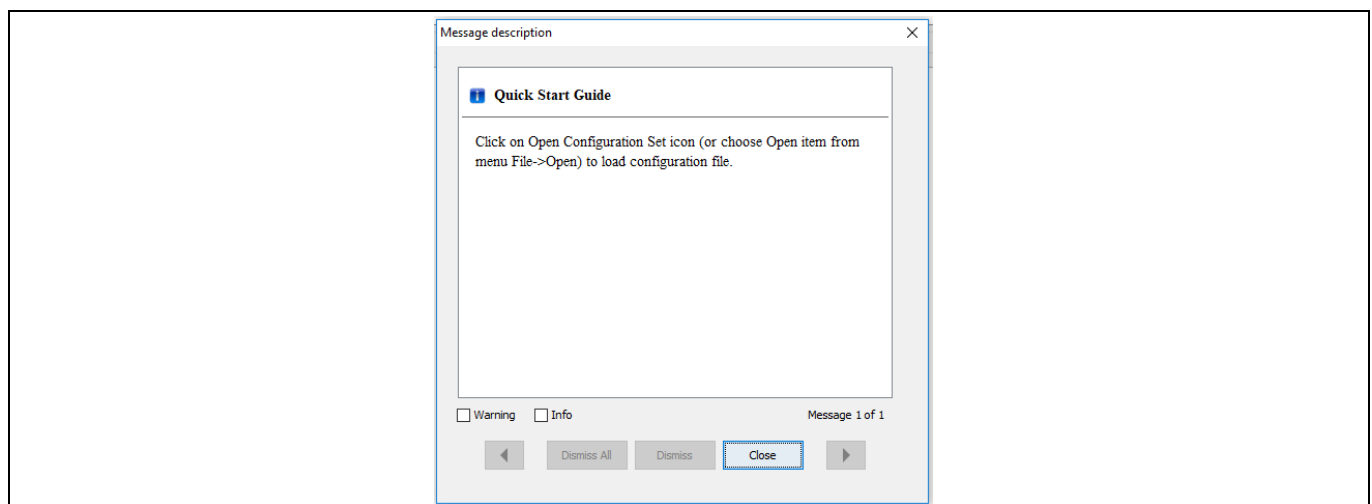 Message description
Quick Start Guide
Click on Open Configuration Set icon (or choose Open item from
menu File->Open) to load configuration file.
Warning Info Message 1 of 1
Dismiss All Dismiss Close